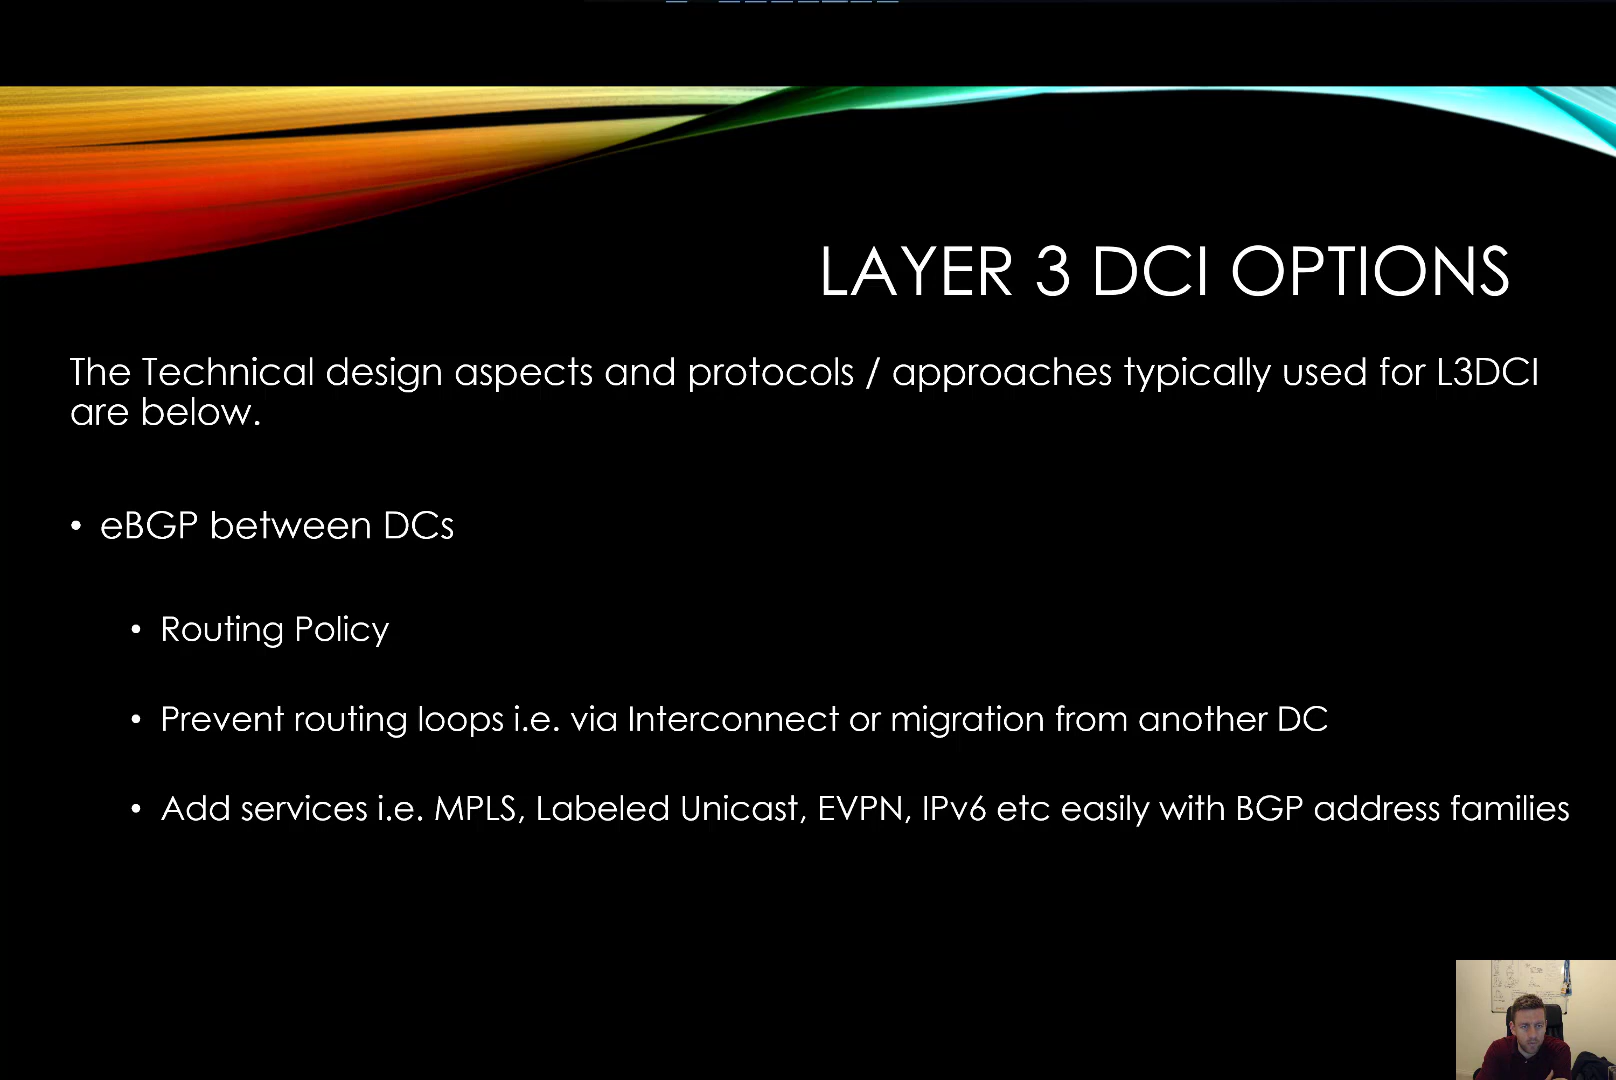 LAYER 3 DCI OPTIONS
The Technical design aspects and protocols / approaches typically used for L3DCI
are below.
• eBGP between DCs
• Routing Policy
• Prevent routing loops i.e. via Interconnect or migration from another DC
• Add services i.e. MPLS, Labeled Unicast, EVPN, IPv6 etc easily with BGP address families